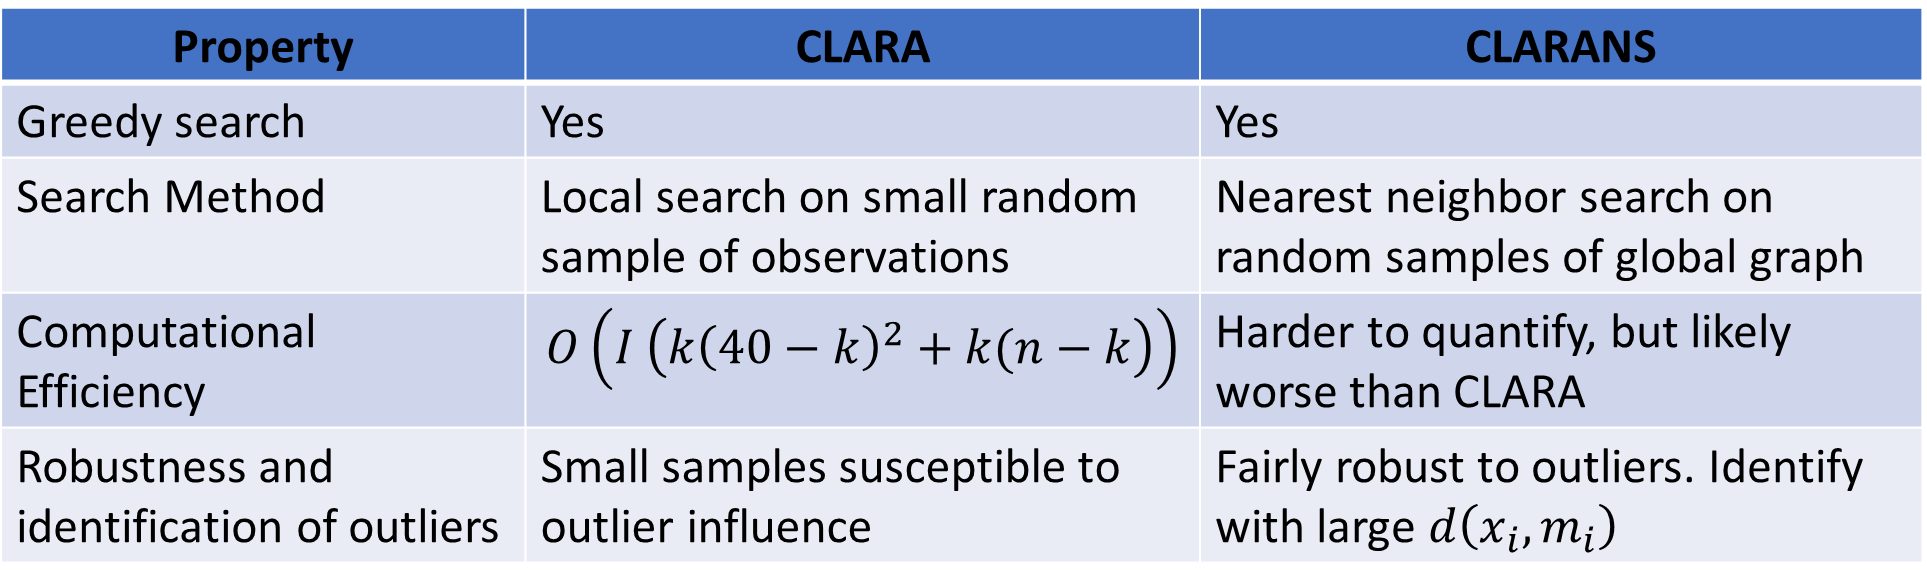 Property CLARA CLARANS
Greedy search Yes Yes
Search Method
Local search on small random
sample of observations
Nearest neighbor search on
random samples of global graph
Computational
Efficiency
O(I(k(40 − k)² + k(n − k)))
Harder to quantify, but likely
worse than CLARA
Robustness and
identification of outliers
Small samples susceptible to
outlier influence
Fairly robust to outliers. Identify
with large d(xᵢ, mᵢ)